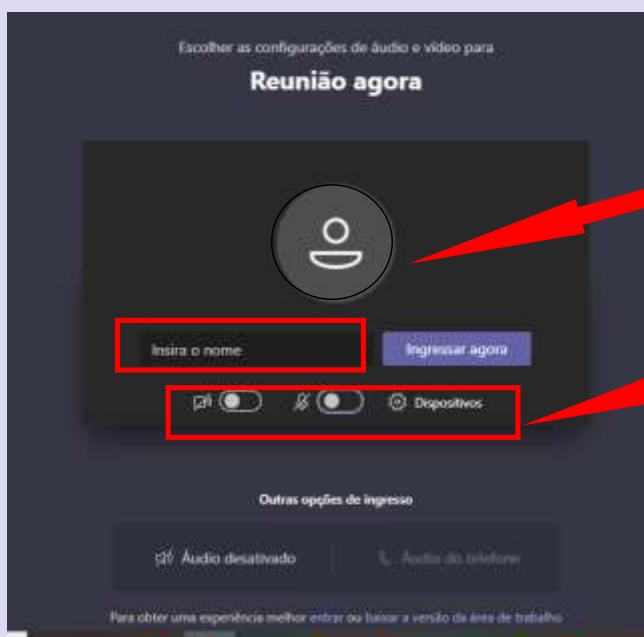 Escolher as configurações de áudio e vídeo para
Reunião agora
Insira o nome
Ingressar agora
Dispositivos
Outras opções de ingresso
Áudio desativado
Áudio do telefone
Para obter uma experiência melhor entrar ou baixar a versão da área de trabalho